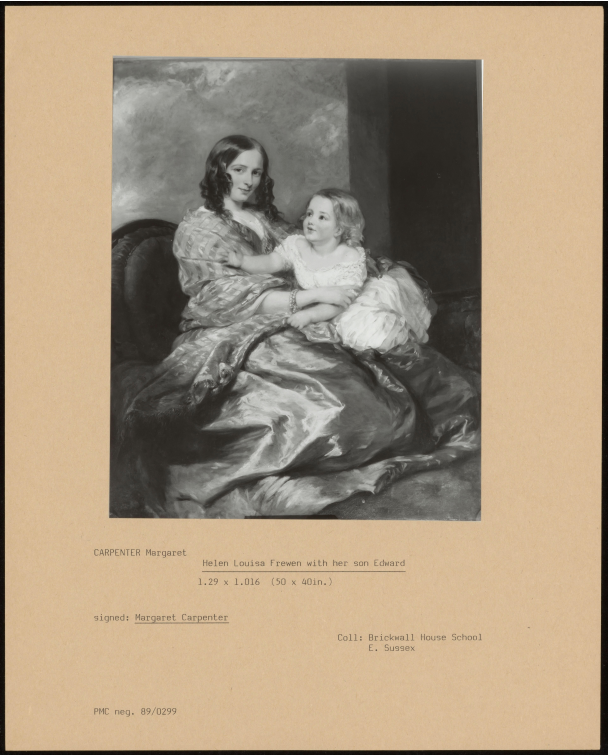 CARPENTER Margaret
Helen Louisa Frewen with her son Edward
1.29 x 1.016 (50 x 40in.)
signed: Margaret Carpenter
Coll: Brickwall House School
E. Sussex
PMC neg. 89/0299